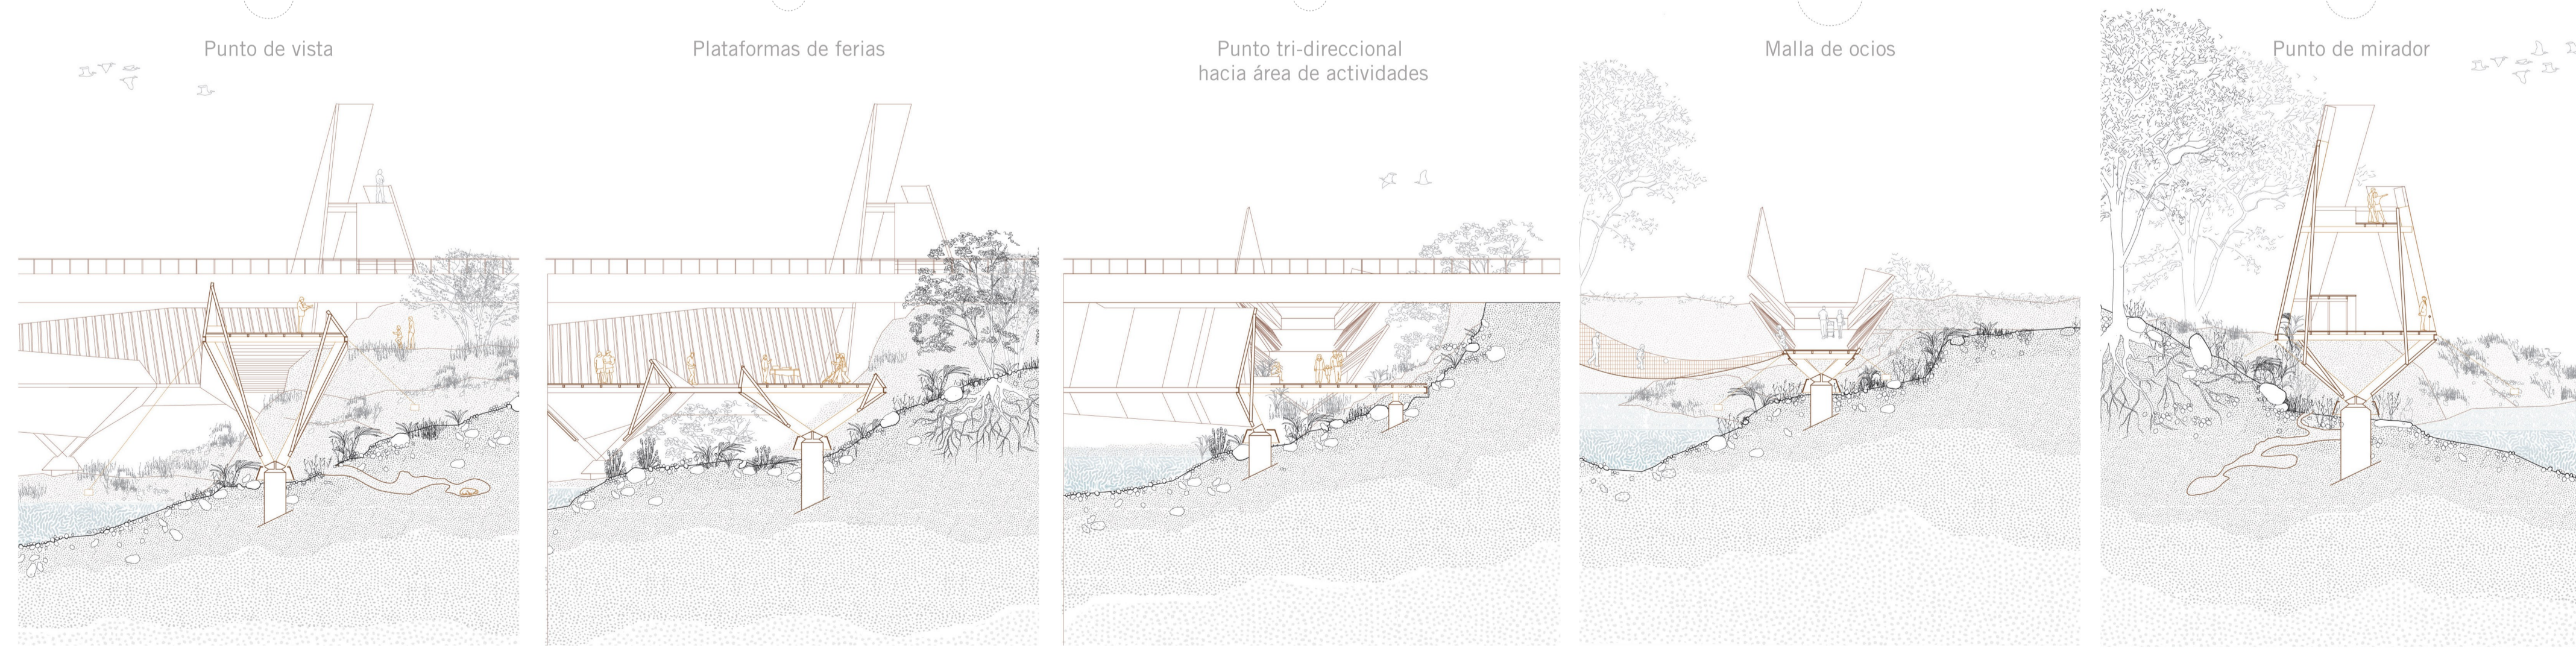 Punto de vista
Plataformas de ferias
Punto tri-direccional
hacia área de actividades
Malla de ocios
Punto de mirador